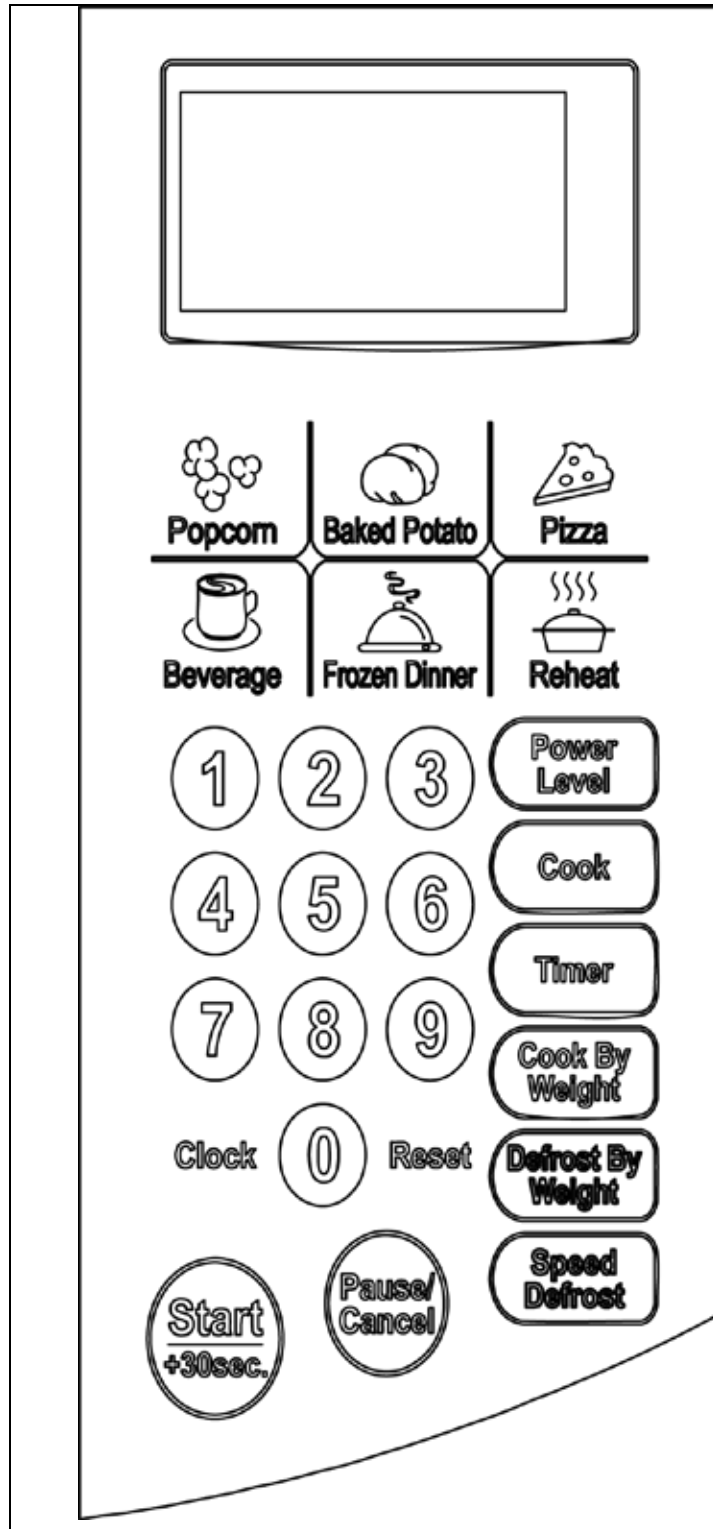 Popcorn
Baked Potato
Pizza
Beverage
Frozen Dinner
Reheat
1 2 3
Power
Level
4 5 6
Cook
7 8 9
Timer
Cook By
Weight
Clock 0 Reset
Defrost By
Weight
Start
+30sec.
Pause/
Cancel
Speed
Defrost